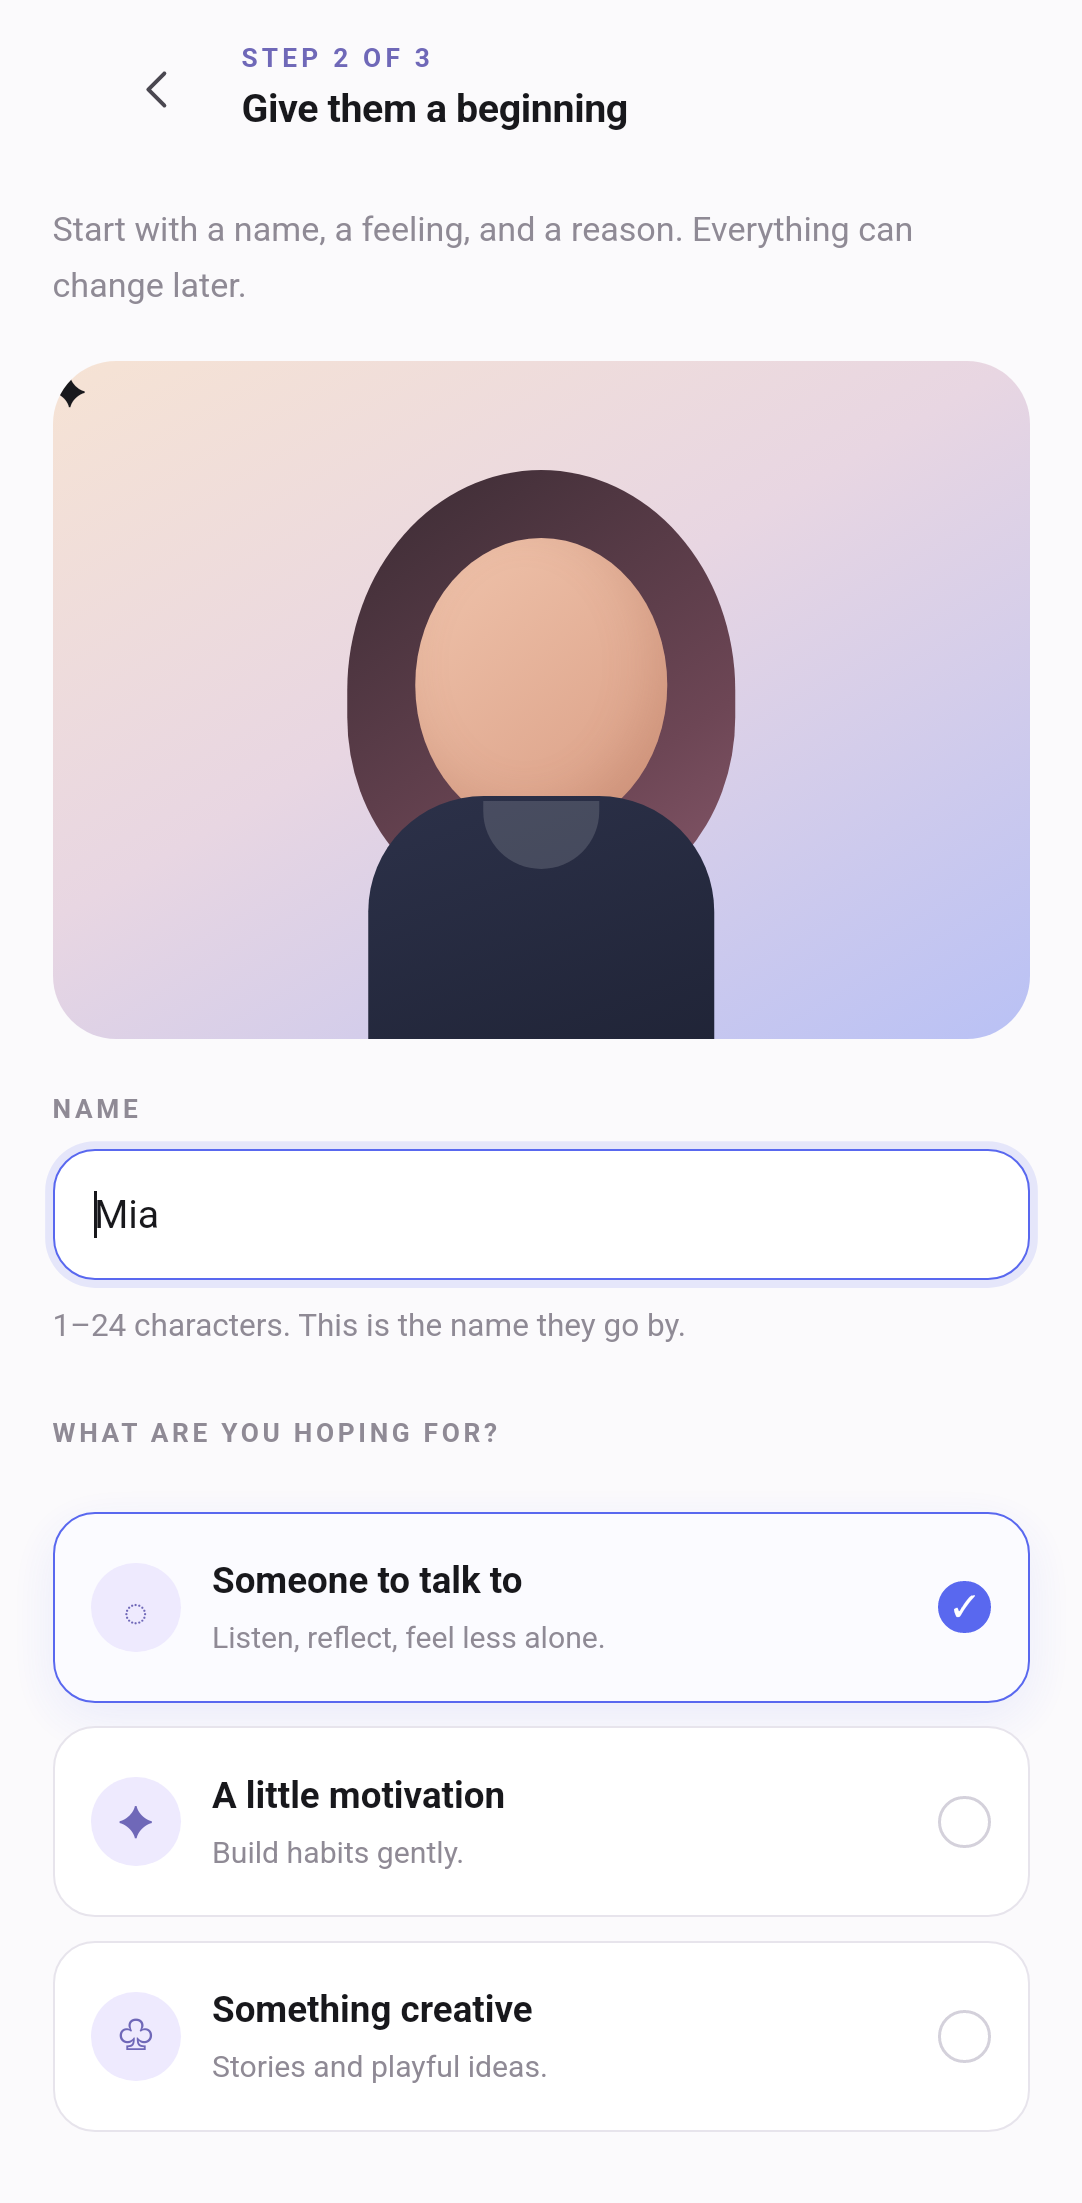 STEP 2 OF 3
Give them a beginning
Start with a name, a feeling, and a reason. Everything can
change later.
NAME
Mia
1–24 characters. This is the name they go by.
WHAT ARE YOU HOPING FOR?
Someone to talk to
Listen, reflect, feel less alone.
A little motivation
Build habits gently.
Something creative
Stories and playful ideas.